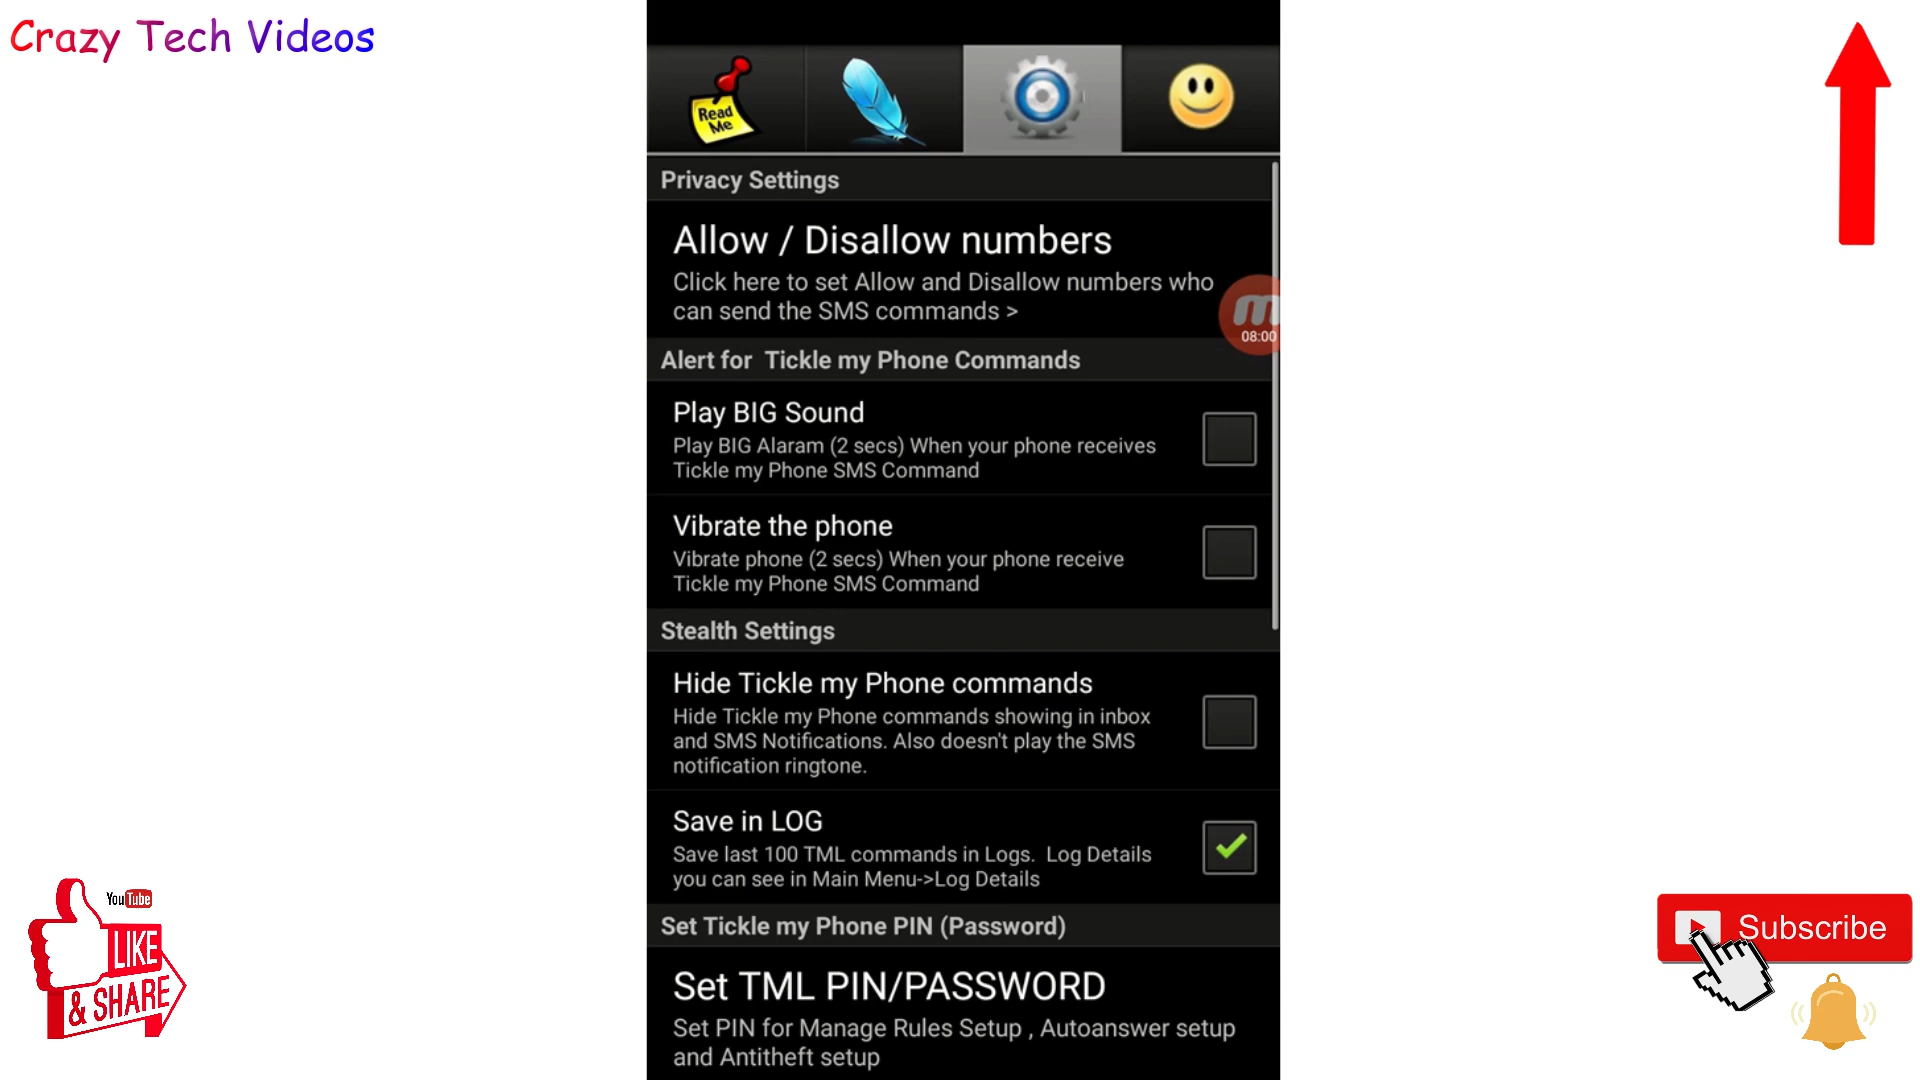 Crazy Tech Videos
Read
Me
Privacy Settings
Allow / Disallow numbers
Click here to set Allow and Disallow numbers who
can send the SMS commands >
08:00
Alert for  Tickle my Phone Commands
Play BIG Sound
Play BIG Alaram (2 secs) When your phone receives
Tickle my Phone SMS Command
Vibrate the phone
Vibrate phone (2 secs) When your phone receive
Tickle my Phone SMS Command
Stealth Settings
Hide Tickle my Phone commands
Hide Tickle my Phone commands showing in inbox
and SMS Notifications. Also doesn't play the SMS
notification ringtone.
Save in LOG
Save last 100 TML commands in Logs.  Log Details
you can see in Main Menu->Log Details
Set Tickle my Phone PIN (Password)
Set TML PIN/PASSWORD
Set PIN for Manage Rules Setup , Autoanswer setup
and Antitheft setup
YouTube
LIKE
& SHARE
Subscribe